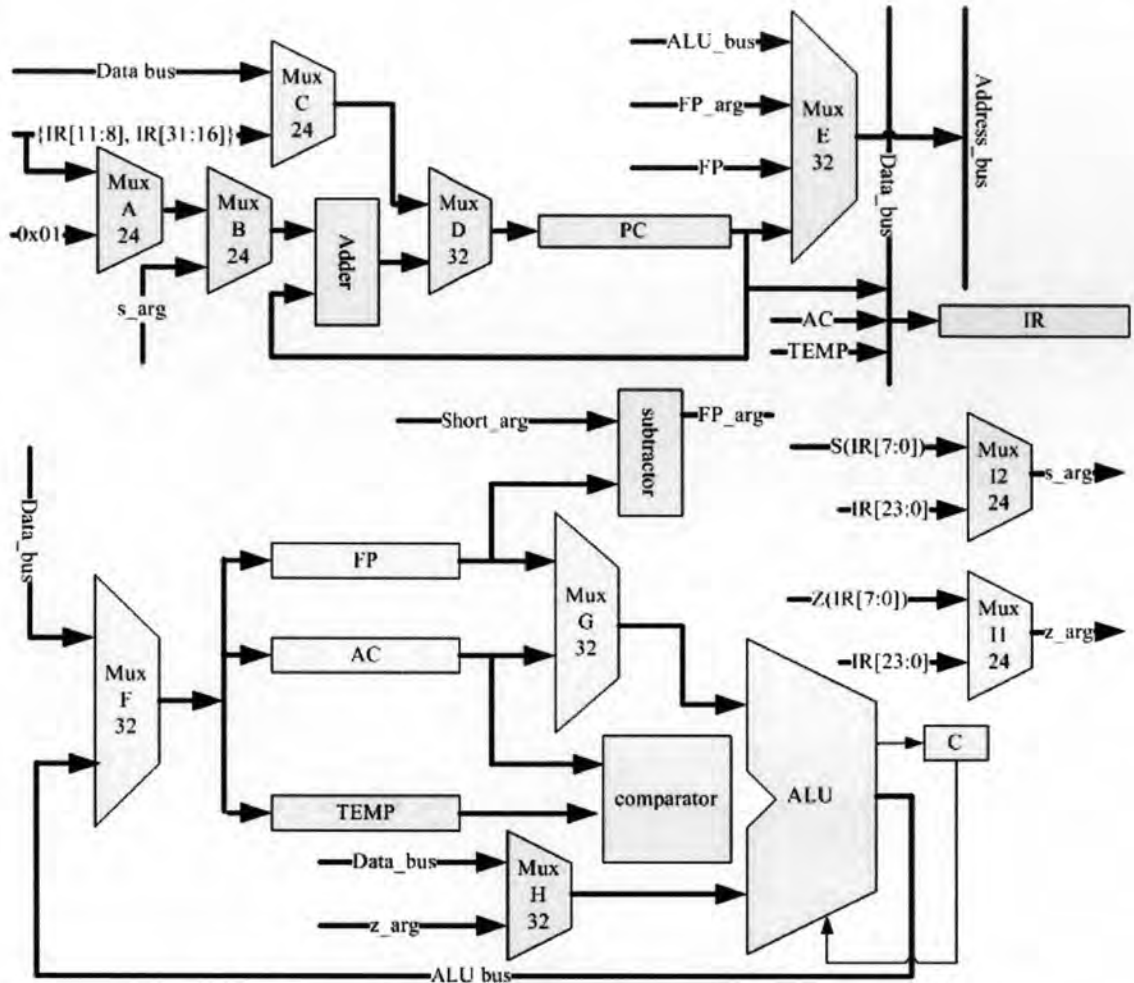 Data bus
Mux
C
24
{IR[11:8], IR[31:16]}
Mux
A
24
0x01
Mux
B
24
s_arg
Adder
Mux
D
32
PC
ALU_bus
FP_arg
FP
Mux
E
32
Data_bus
Address_bus
AC
TEMP
IR
Short_arg
subtractor
FP_arg
S(IR[7:0])
IR[23:0]
Mux
I2
24
s_arg
Z(IR[7:0])
IR[23:0]
Mux
I1
24
z_arg
Data_bus
Mux
F
32
FP
AC
TEMP
Mux
G
32
comparator
Data_bus
z_arg
Mux
H
32
ALU
C
ALU bus